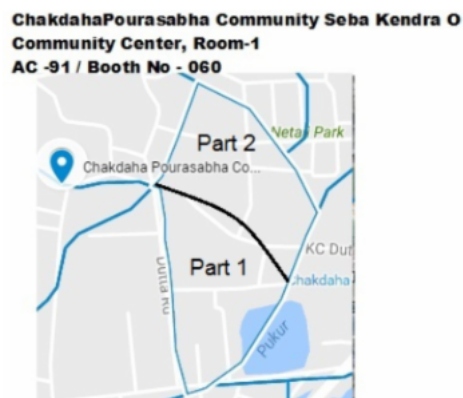 ChakdahaPourasabha Community Seba Kendra O
Community Center, Room-1
AC -91 / Booth No - 060
Part 2
Netaji Park
Chakdaha Pourasabha Co...
KC Dut
Part 1
Chakdaha
Dutta Rd
Pukur